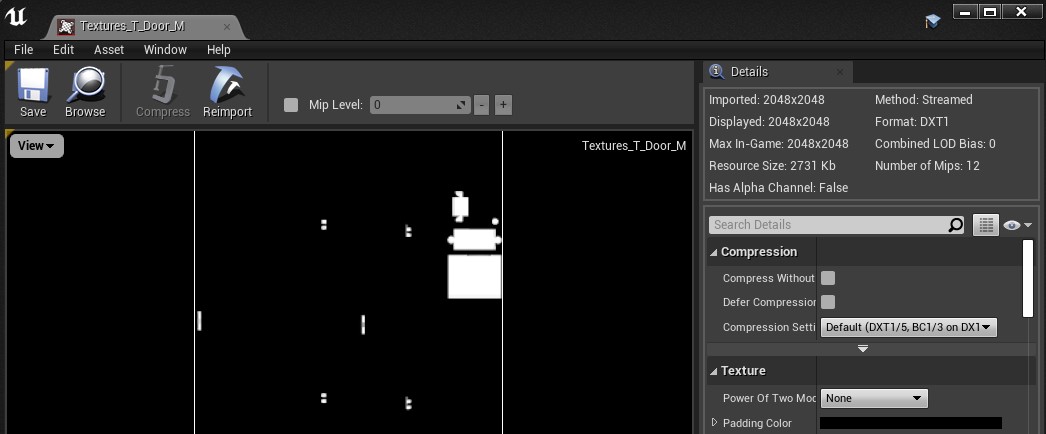 Textures_T_Door_M
File Edit Asset Window Help
Save Browse Compress Reimport Mip Level: 0 - +
View Textures_T_Door_M
Details
Imported: 2048x2048 Method: Streamed
Displayed: 2048x2048 Format: DXT1
Max In-Game: 2048x2048 Combined LOD Bias: 0
Resource Size: 2731 Kb Number of Mips: 12
Has Alpha Channel: False
Search Details
Compression
Compress Without
Defer Compression
Compression Setti Default (DXT1/5, BC1/3 on DX1
Texture
Power Of Two Mod None
Padding Color